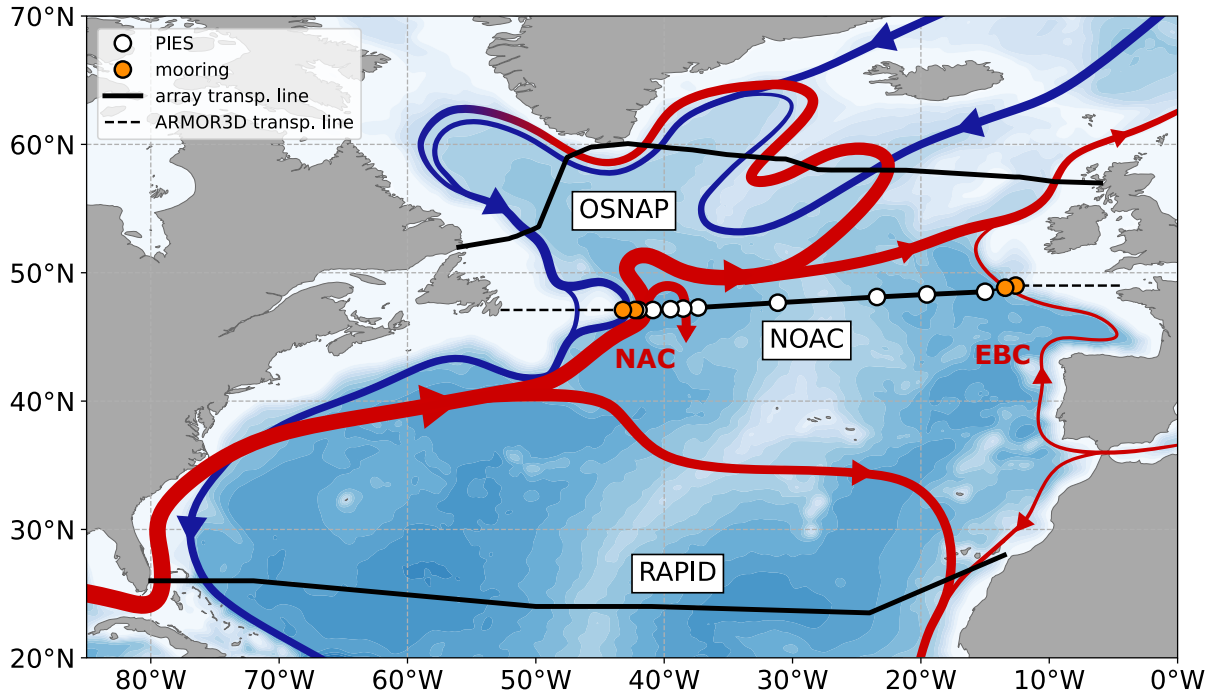 70°N
60°N
50°N
40°N
30°N
20°N
PIES
mooring
array transp. line
ARMOR3D transp. line
OSNAP
NOAC
NAC
EBC
RAPID
80°W 70°W 60°W 50°W 40°W 30°W 20°W 10°W 0°W